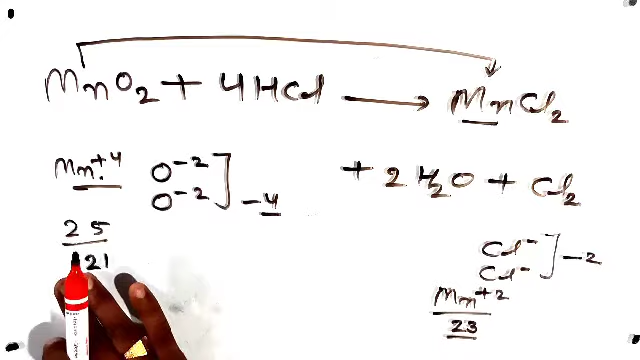 MnO2 + 4HCl → MnCl2
+ 2H2O + Cl2
Mn+4 O-2
O-2 ] -4
25
21
Cl-
Cl- ] -2
Mn+2
23